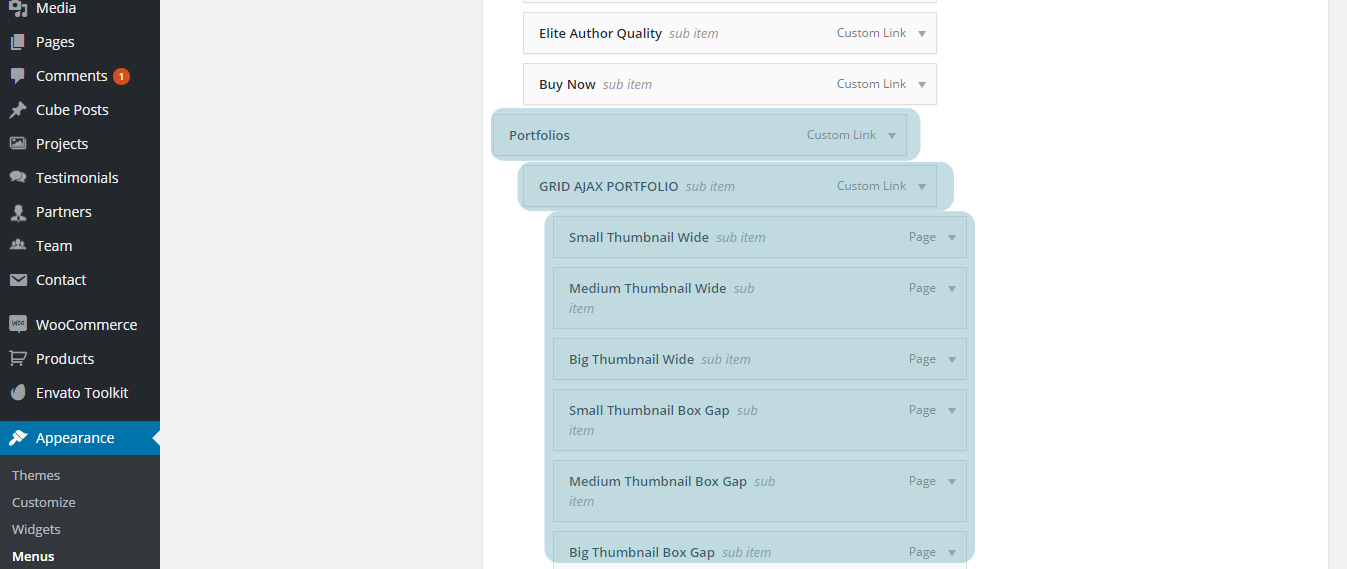 Media
Pages
Comments 1
Cube Posts
Projects
Testimonials
Partners
Team
Contact
WOO WooCommerce
Products
Envato Toolkit
Appearance
Themes
Customize
Widgets
Menus
Elite Author Quality sub item Custom Link
Buy Now sub item Custom Link
Portfolios Custom Link
GRID AJAX PORTFOLIO sub item Custom Link
Small Thumbnail Wide sub item Page
Medium Thumbnail Wide sub Page
item
Big Thumbnail Wide sub item Page
Small Thumbnail Box Gap sub Page
item
Medium Thumbnail Box Gap sub Page
item
Big Thumbnail Box Gap sub item Page